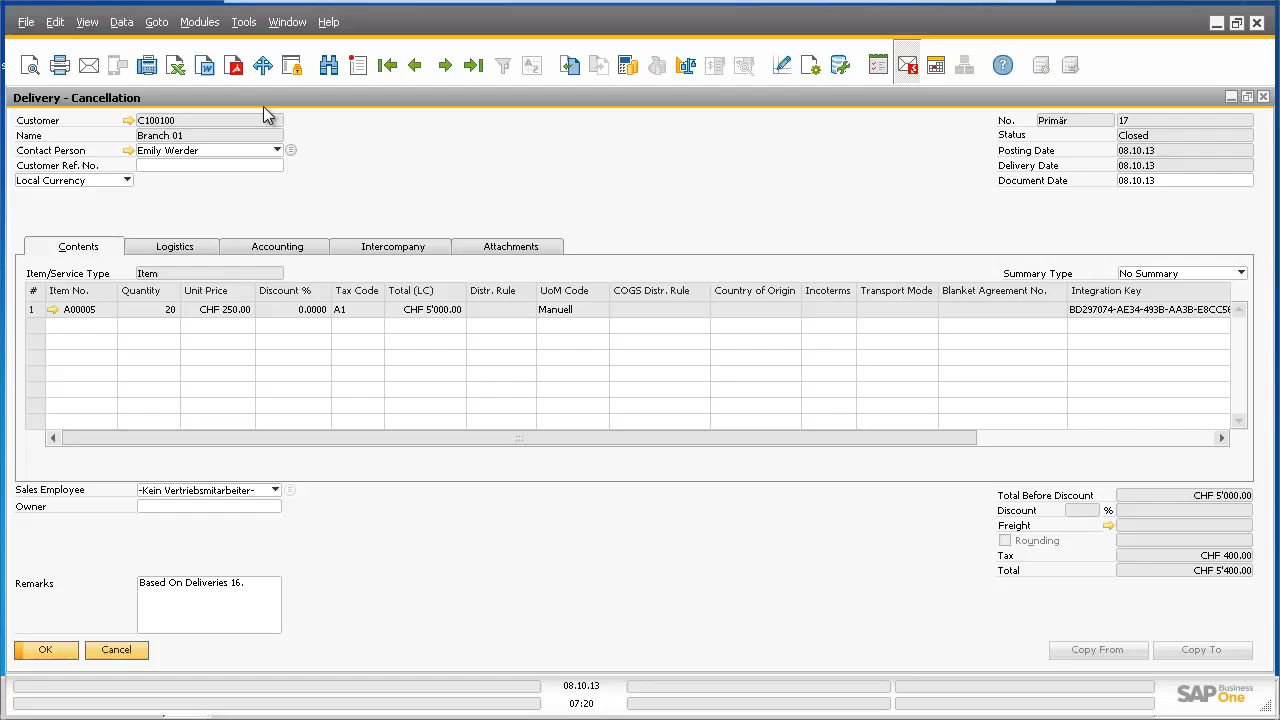 File Edit View Data Goto Modules Tools Window Help
Delivery - Cancellation
Customer C100100
Name Branch 01
Contact Person Emily Werder
Customer Ref. No.
Local Currency
No. Primär 17
Status Closed
Posting Date 08.10.13
Delivery Date 08.10.13
Document Date 08.10.13
Contents Logistics Accounting Intercompany Attachments
Item/Service Type Item Summary Type No Summary
# Item No. Quantity Unit Price Discount % Tax Code Total (LC) Distr. Rule UoM Code COGS Distr. Rule Country of Origin Incoterms Transport Mode Blanket Agreement No. Integration Key
1 A00005 20 CHF 250.00 0.0000 A1 CHF 5'000.00 Manuell BD297074-AE34-493B-AA3B-E8CC56
Sales Employee -Kein Vertriebsmitarbeiter-
Owner
Total Before Discount CHF 5'000.00
Discount %
Freight
Rounding
Tax CHF 400.00
Total CHF 5'400.00
Remarks Based On Deliveries 16.
OK Cancel Copy From Copy To
08.10.13
07:20
SAP Business One